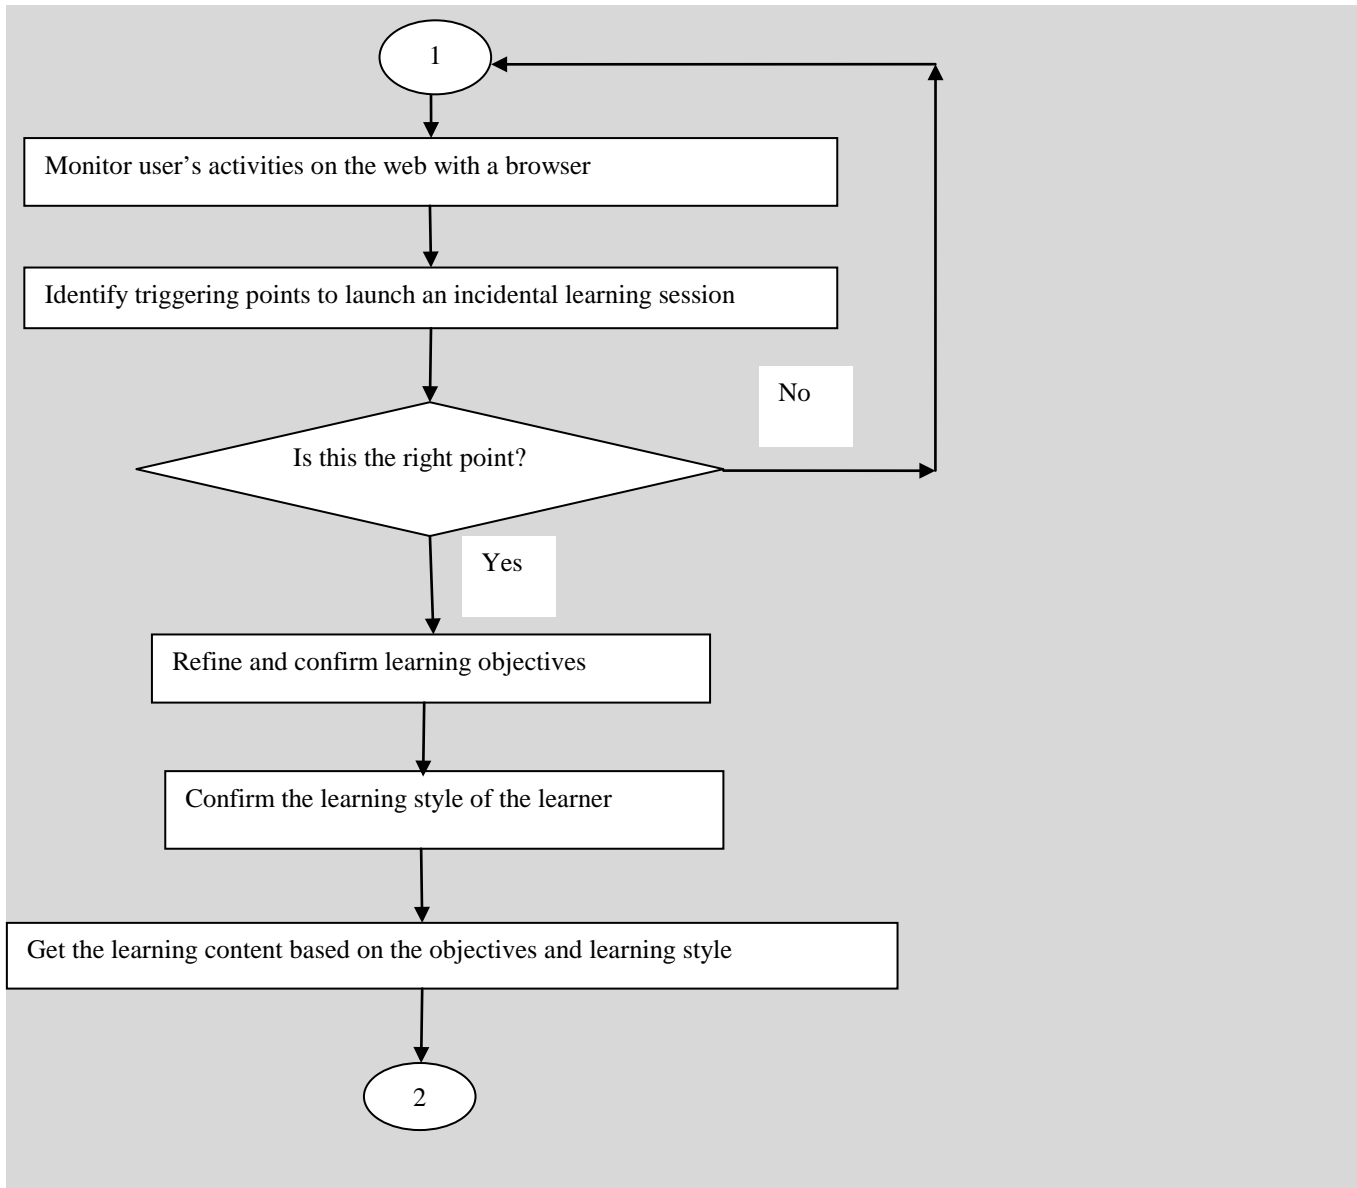 1
Monitor user’s activities on the web with a browser
Identify triggering points to launch an incidental learning session
No
Is this the right point?
Yes
Refine and confirm learning objectives
Confirm the learning style of the learner
Get the learning content based on the objectives and learning style
2